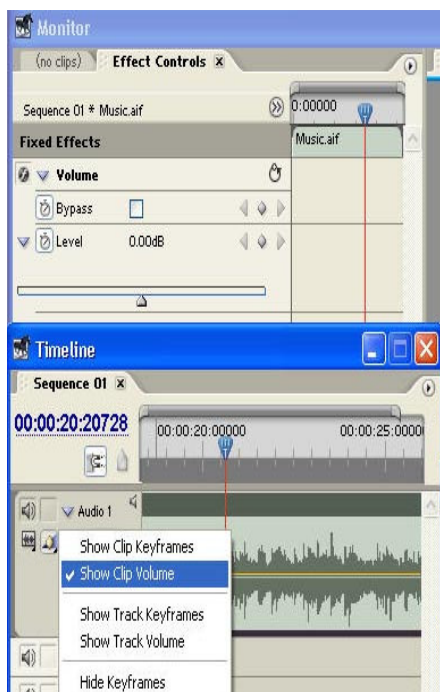 Monitor
(no clips) Effect Controls
Sequence 01 * Music.aif 0:00000
Fixed Effects Music.aif
Volume
Bypass
Level 0.00dB
Timeline
Sequence 01
00:00:20:20728 00:00:20:00000 00:00:25:0000
Audio 1
Show Clip Keyframes
Show Clip Volume
Show Track Keyframes
Show Track Volume
Hide Keyframes